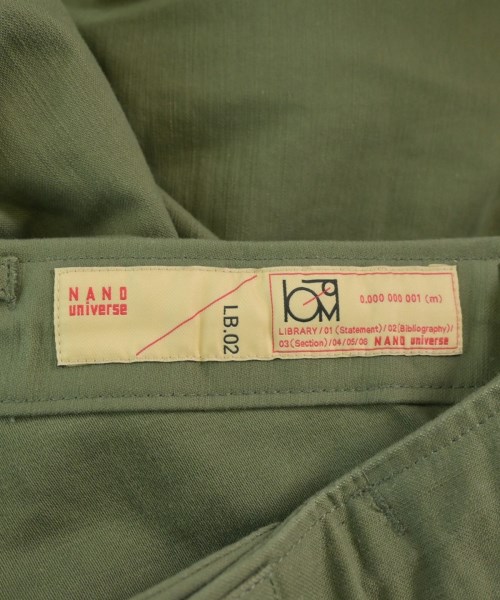 NANO
universe
LB.02
0.000 000 001 (m)
LIBRARY/01 (Statement)/02(Bibliography)/
03(Section)/04/05/06 NANO universe